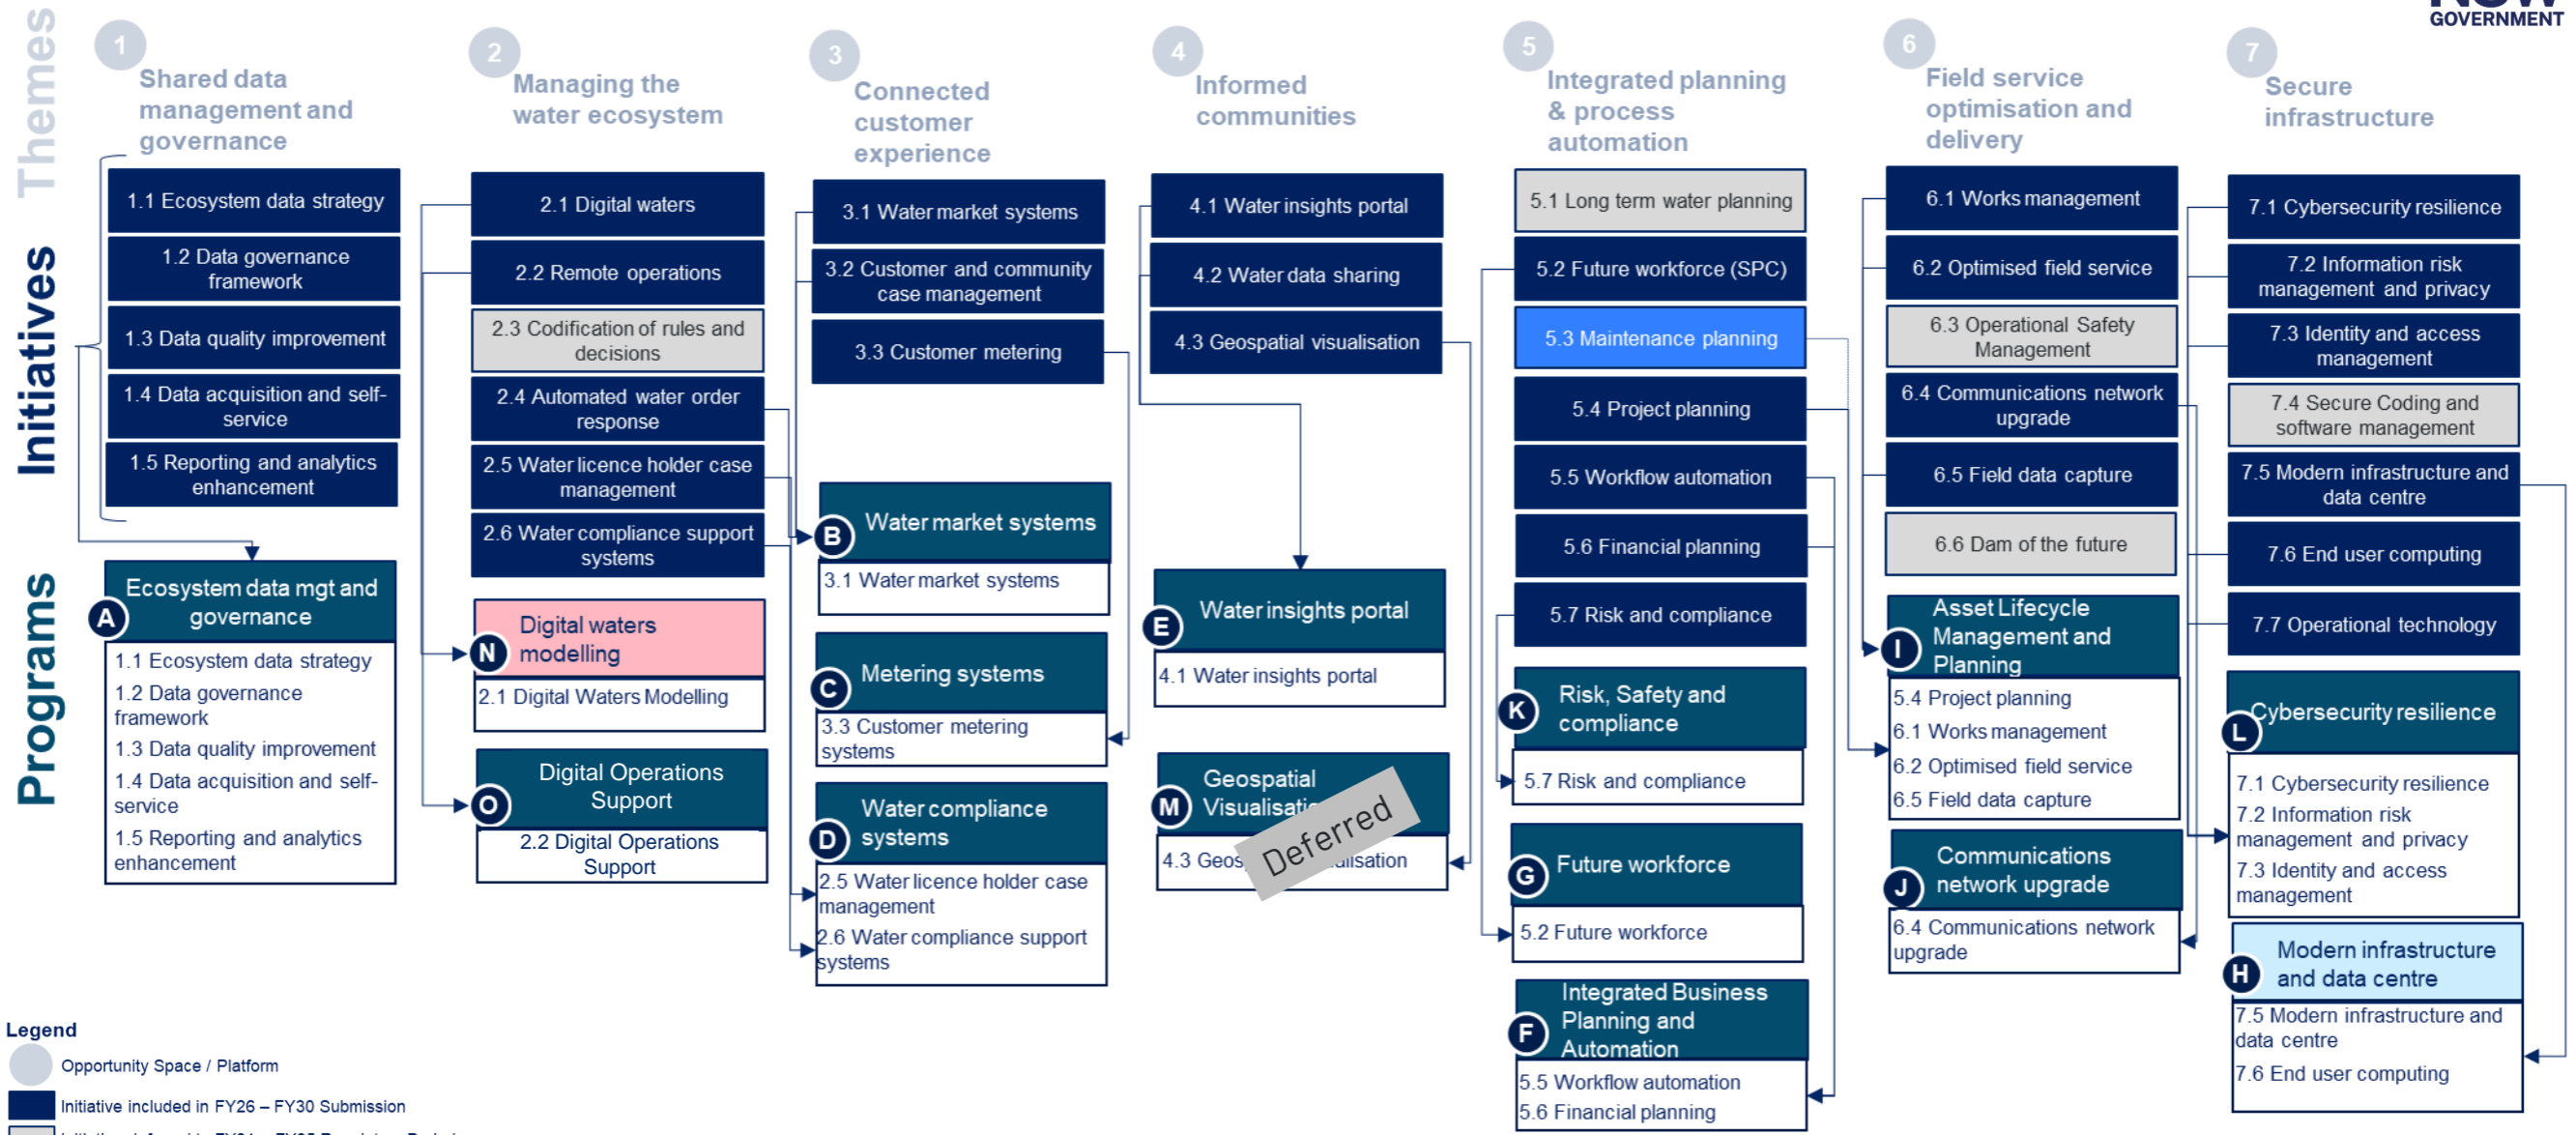 NSW
GOVERNMENT
Themes
1
Shared data
management and
governance
2
Managing the
water ecosystem
3
Connected
customer
experience
4
Informed
communities
5
Integrated planning
& process
automation
6
Field service
optimisation and
delivery
7
Secure
infrastructure
Initiatives
1.1 Ecosystem data strategy
1.2 Data governance
framework
1.3 Data quality improvement
1.4 Data acquisition and self-
service
1.5 Reporting and analytics
enhancement
2.1 Digital waters
2.2 Remote operations
2.3 Codification of rules and
decisions
2.4 Automated water order
response
2.5 Water licence holder case
management
2.6 Water compliance support
systems
3.1 Water market systems
3.2 Customer and community
case management
3.3 Customer metering
4.1 Water insights portal
4.2 Water data sharing
4.3 Geospatial visualisation
5.1 Long term water planning
5.2 Future workforce (SPC)
5.3 Maintenance planning
5.4 Project planning
5.5 Workflow automation
5.6 Financial planning
5.7 Risk and compliance
6.1 Works management
6.2 Optimised field service
6.3 Operational Safety
Management
6.4 Communications network
upgrade
6.5 Field data capture
6.6 Dam of the future
7.1 Cybersecurity resilience
7.2 Information risk
management and privacy
7.3 Identity and access
management
7.4 Secure Coding and
software management
7.5 Modern infrastructure and
data centre
7.6 End user computing
7.7 Operational technology
Programs
A
Ecosystem data mgt and
governance
1.1 Ecosystem data strategy
1.2 Data governance
framework
1.3 Data quality improvement
1.4 Data acquisition and self-
service
1.5 Reporting and analytics
enhancement
N
Digital waters
modelling
2.1 Digital Waters Modelling
O
Digital Operations
Support
2.2 Digital Operations
Support
B
Water market systems
3.1 Water market systems
C
Metering systems
3.3 Customer metering
systems
D
Water compliance
systems
2.5 Water licence holder case
management
2.6 Water compliance support
systems
E
Water insights portal
4.1 Water insights portal
M
Geospatial
4.3
Deferred
K
Risk, Safety and
compliance
5.7 Risk and compliance
G
Future workforce
5.2 Future workforce
F
Integrated Business
Planning and
Automation
5.5 Workflow automation
5.6 Financial planning
I
Asset Lifecycle
Management and
Planning
5.4 Project planning
6.1 Works management
6.2 Optimised field service
6.5 Field data capture
J
Communications
network upgrade
6.4 Communications network
upgrade
L
Cybersecurity resilience
7.1 Cybersecurity resilience
7.2 Information risk
management and privacy
7.3 Identity and access
management
H
Modern infrastructure
and data centre
7.5 Modern infrastructure and
data centre
7.6 End user computing
Legend
Opportunity Space / Platform
Initiative included in FY26 – FY30 Submission